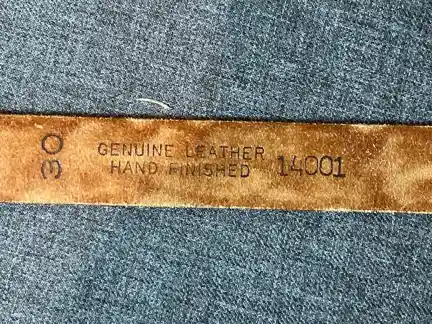 30
GENUINE LEATHER
HAND FINISHED
14001